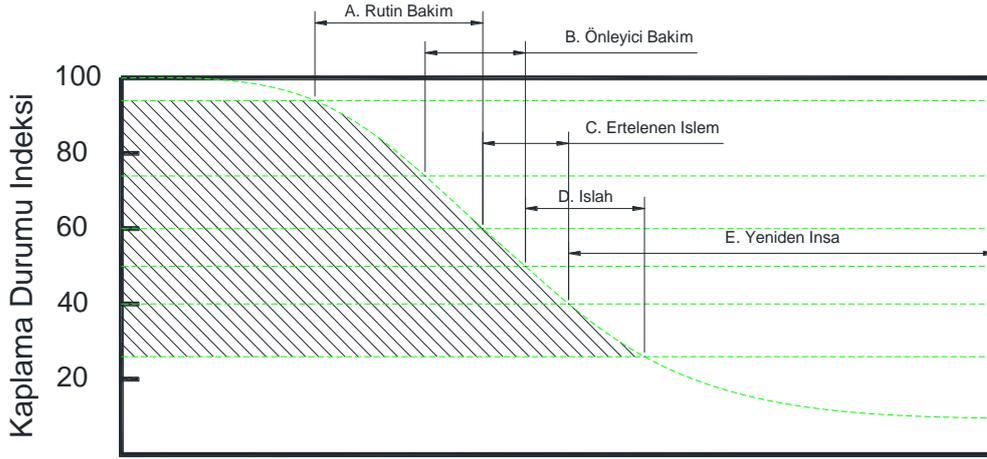 A. Rutin Bakim
B. Önleyici Bakim
100
C. Ertelenen Islem
80
D. Islah
60
E. Yeniden Insa
40
20
Kaplama Durumu Indeksi